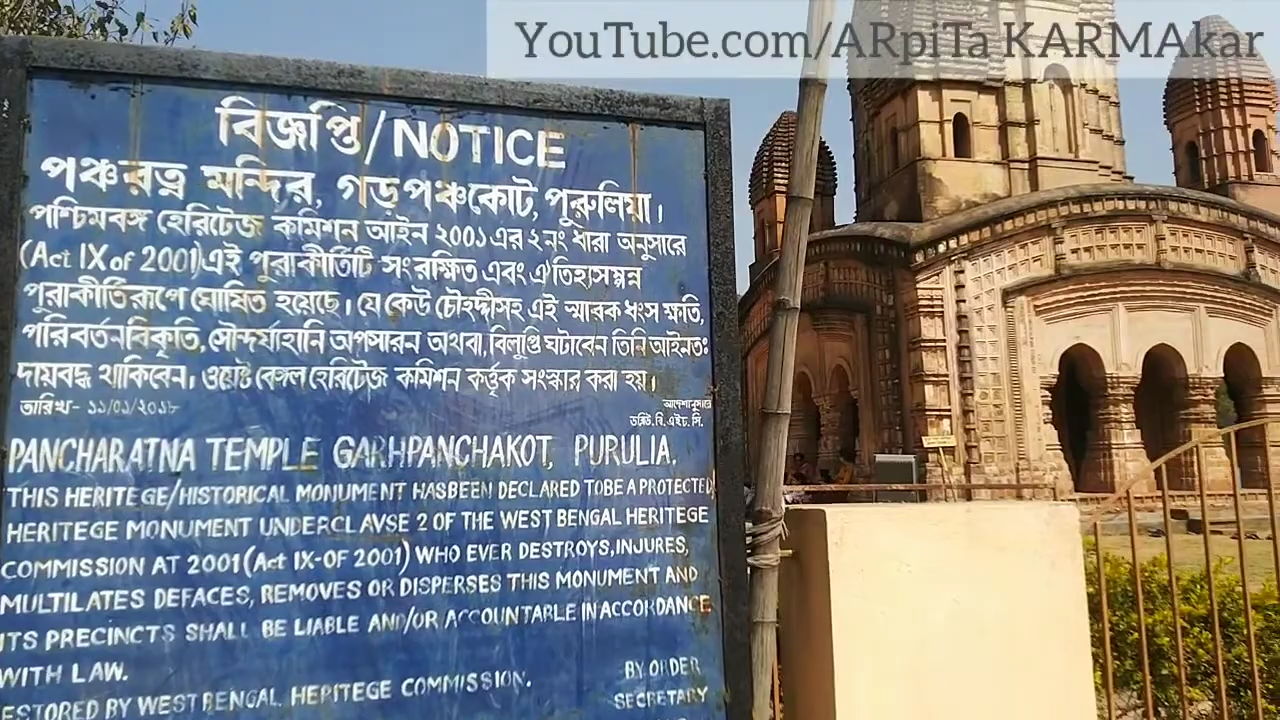 YouTube.com/ARpiTa KARMAkar
বিজ্ঞপ্তি/NOTICE
পঞ্চরত্ন মন্দির, গড়পঞ্চকোট, পুরুলিয়া।
পশ্চিমবঙ্গ হেরিটেজ কমিশন আইন ২০০১ এর ২নং ধারা অনুসারে
(Act IX of 2001) এই পুরাকীর্তিটি সংরক্ষিত এবং ঐতিহ্যসম্পন্ন
পুরাকীর্তিরূপে ঘোষিত হয়েছে। যে কেউ চৌহদ্দীসহ এই স্মারক ধংস ক্ষতি,
পরিবর্তন বিকৃতি, সৌন্দর্যাহানি অপসারন অথবা, বিলুপ্তি ঘটাবেন তিনি আইনতঃ
দায়বদ্ধ থাকিবেন। ওয়েষ্ট বেঙ্গল হেরিটেজ কমিশন কর্ত্তৃক সংস্কার করা হয়।
তারিখ- ১১/০১/২০১৮
আদেশানুসারে
ডব্লিউ. বি. এইচ. সি.
PANCHARATNA TEMPLE GARHPANCHAKOT, PURULIA.
THIS HERITEGE/HISTORICAL MONUMENT HASBEEN DECLARED TOBE A PROTECTED
HERITEGE MONUMENT UNDERCLAVSE 2 OF THE WEST BENGAL HERITEGE
COMMISSION AT 2001(Act IX-OF 2001) WHO EVER DESTROYS, INJURES,
MULTILATES DEFACES, REMOVES OR DISPERSES THIS MONUMENT AND
ITS PRECINCTS SHALL BE LIABLE AND/OR ACCOUNTABLE IN ACCORDANCE
WITH LAW.
ESTORED BY WEST BENGAL HERITEGE COMMISSION.
BY ORDER
SECRETARY